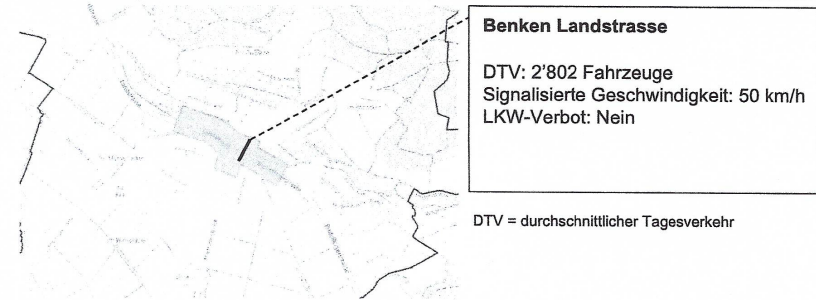 Benken Landstrasse
DTV: 2'802 Fahrzeuge
Signalisierte Geschwindigkeit: 50 km/h
LKW-Verbot: Nein
DTV = durchschnittlicher Tagesverkehr